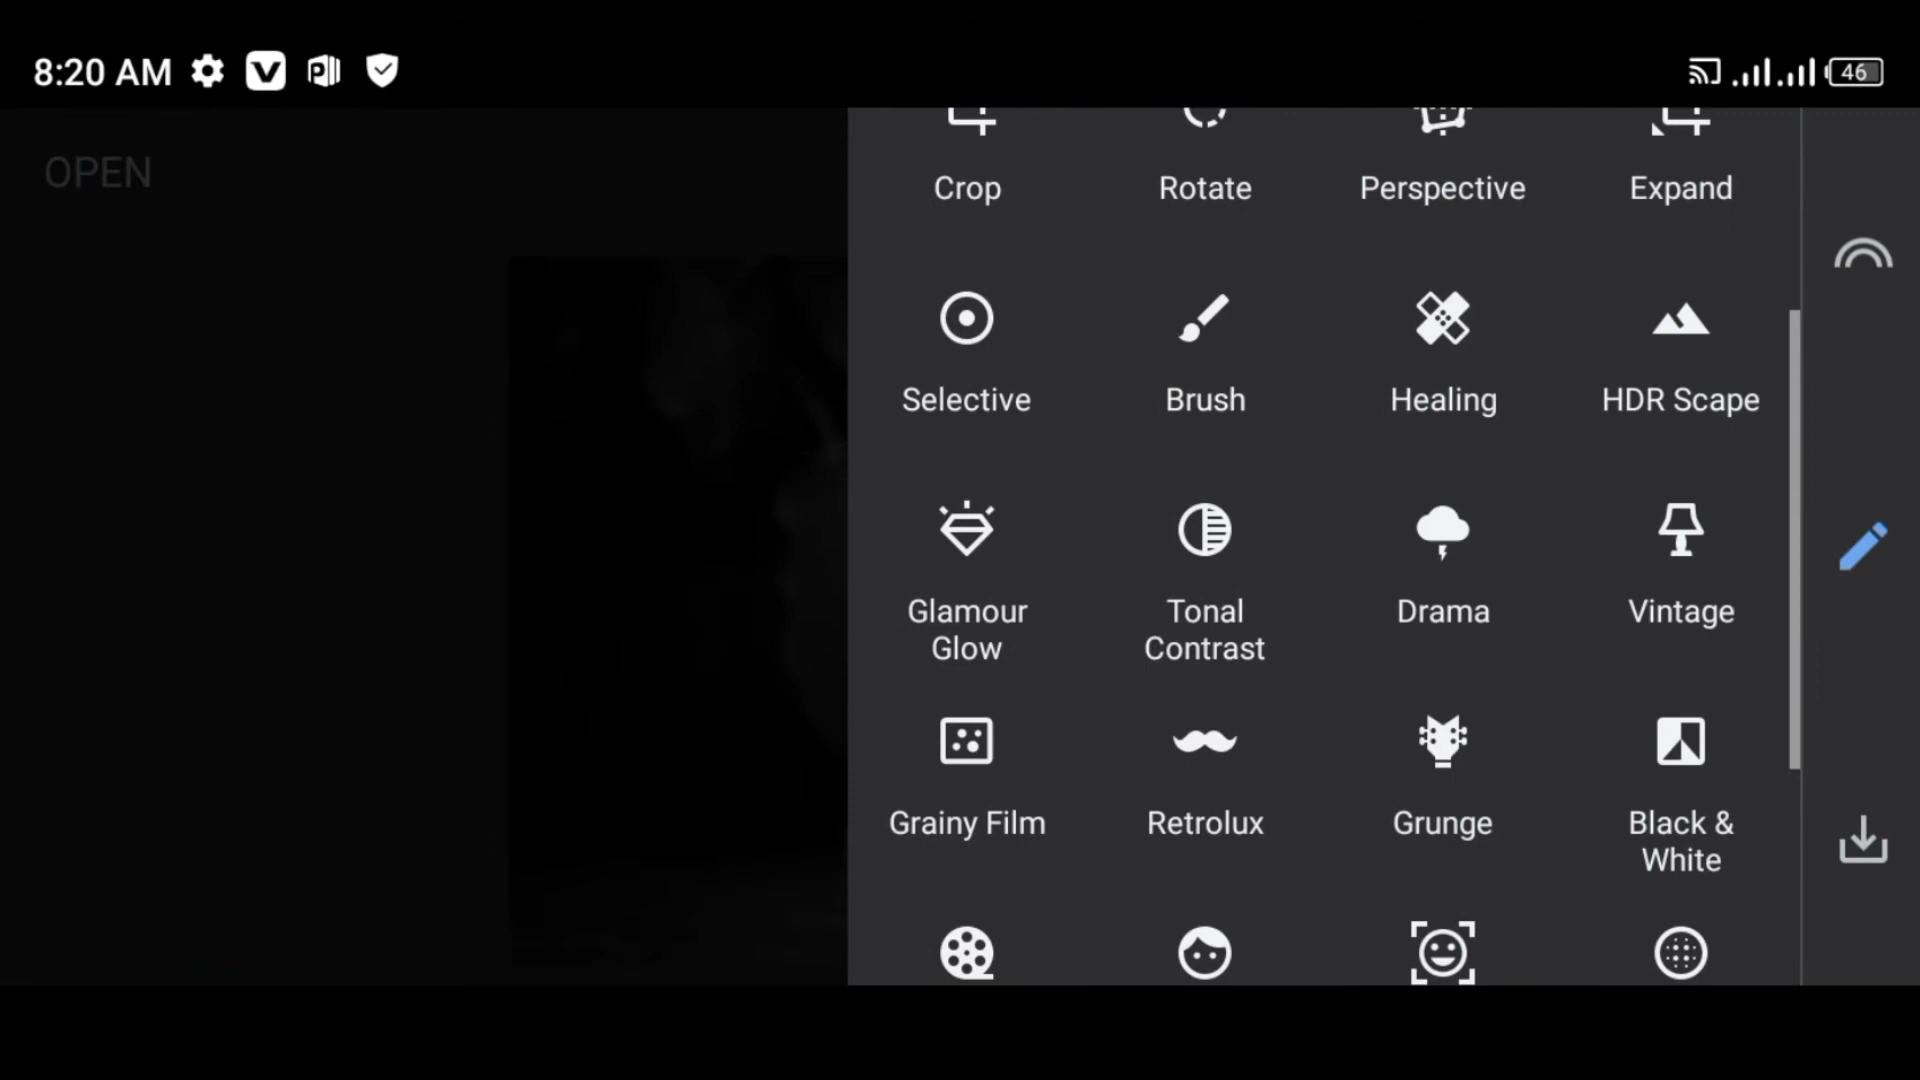 8:20 AM
46
OPEN
Crop Rotate Perspective Expand
Selective Brush Healing HDR Scape
Glamour Glow Tonal Contrast Drama Vintage
Grainy Film Retrolux Grunge Black & White